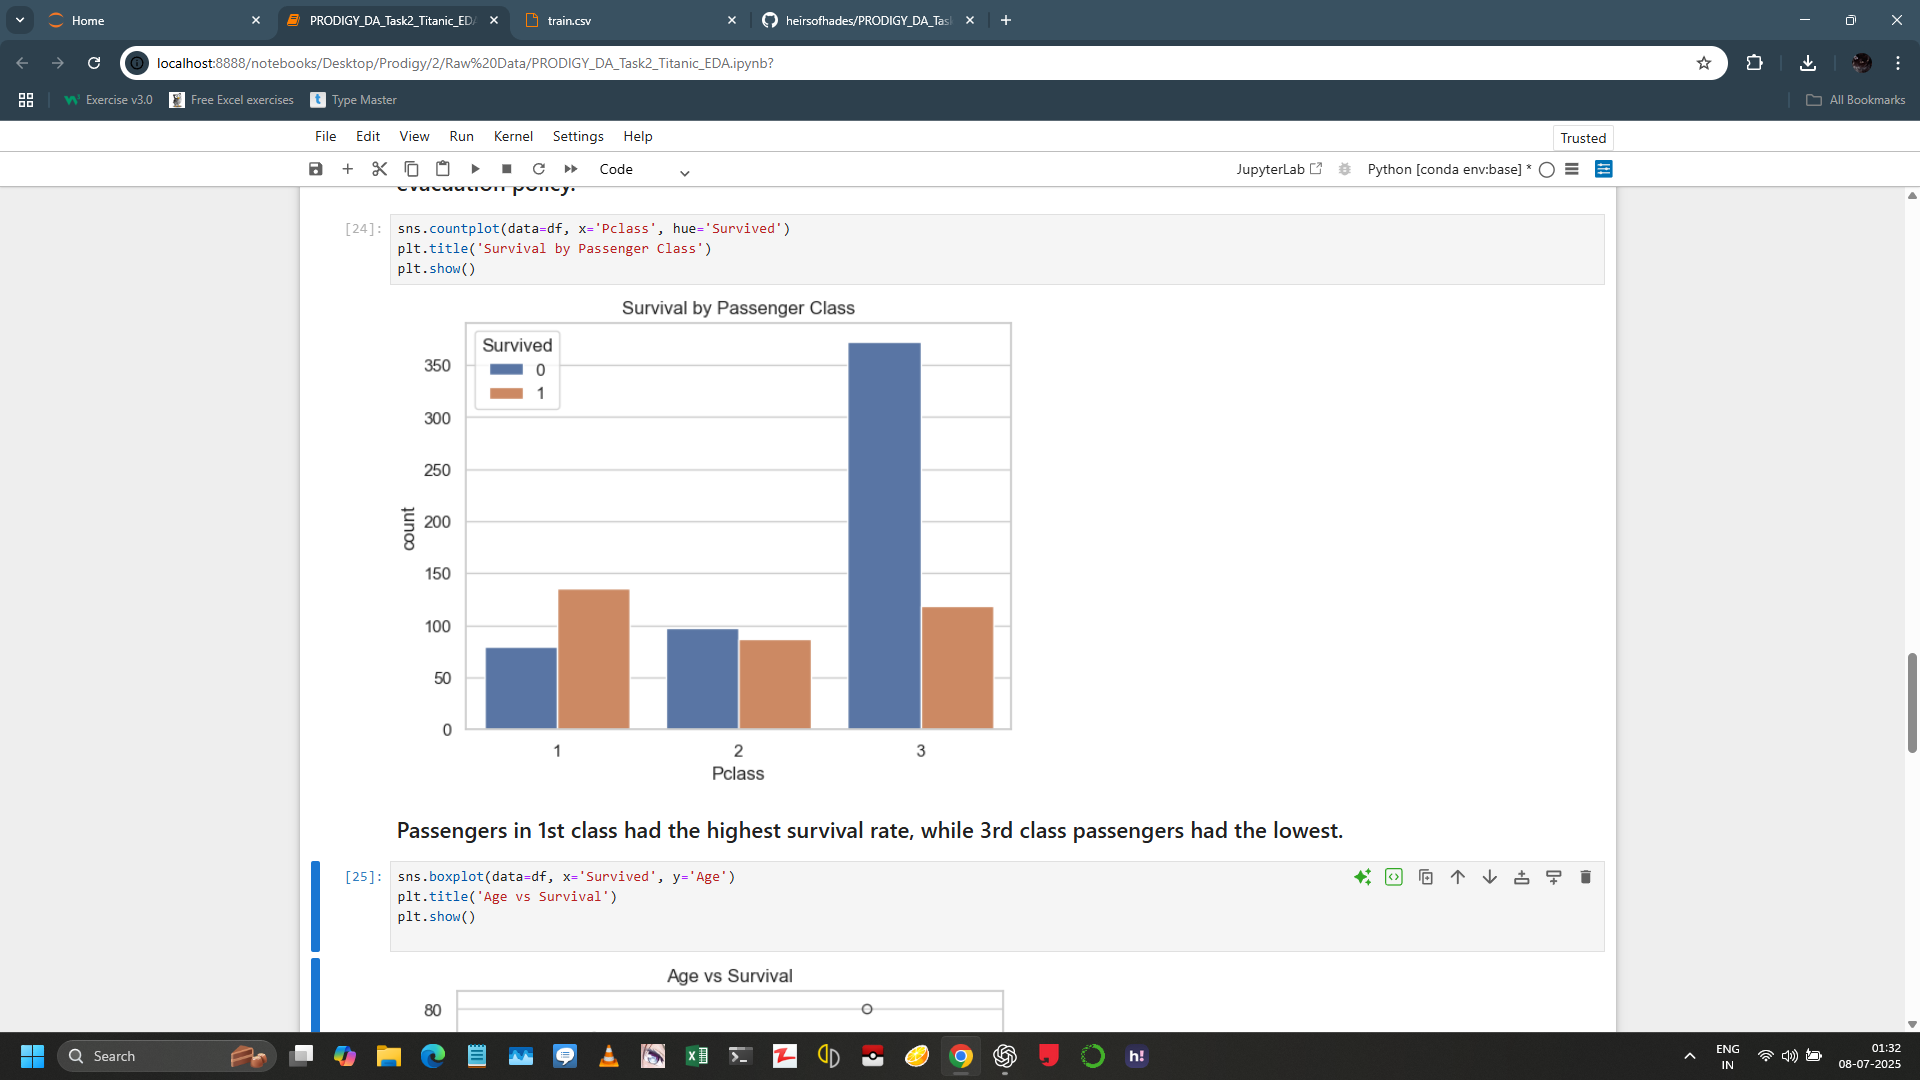 Home
PRODIGY_DA_Task2_Titanic_ED
train.csv
heirsofhades/PRODIGY_DA_Tas
localhost:8888/notebooks/Desktop/Prodigy/2/Raw%20Data/PRODIGY_DA_Task2_Titanic_EDA.ipynb?
Exercise v3.0
Free Excel exercises
Type Master
All Bookmarks
File Edit View Run Kernel Settings Help
Trusted
Code
JupyterLab
Python [conda env:base] *
evacuation policy.
[24]:
sns.countplot(data=df, x='Pclass', hue='Survived')
plt.title('Survival by Passenger Class')
plt.show()
Survival by Passenger Class
Survived
0
1
350
300
250
200
150
100
50
0
count
1 2 3
Pclass
Passengers in 1st class had the highest survival rate, while 3rd class passengers had the lowest.
[25]:
sns.boxplot(data=df, x='Survived', y='Age')
plt.title('Age vs Survival')
plt.show()
Age vs Survival
80
Search
h!
ENG
IN
01:32
08-07-2025